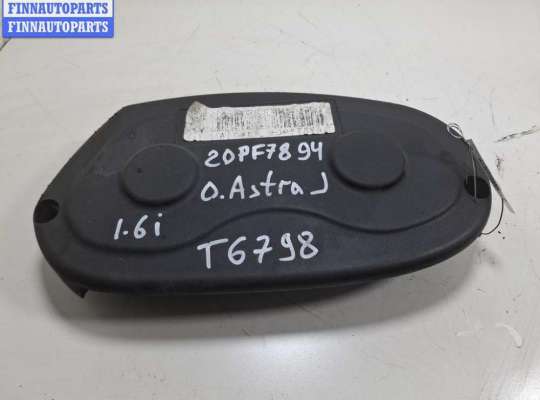 FINNAUTOPARTS
FINNAUTOPARTS
20PF7894
O.Astra J
1.6i
T6798